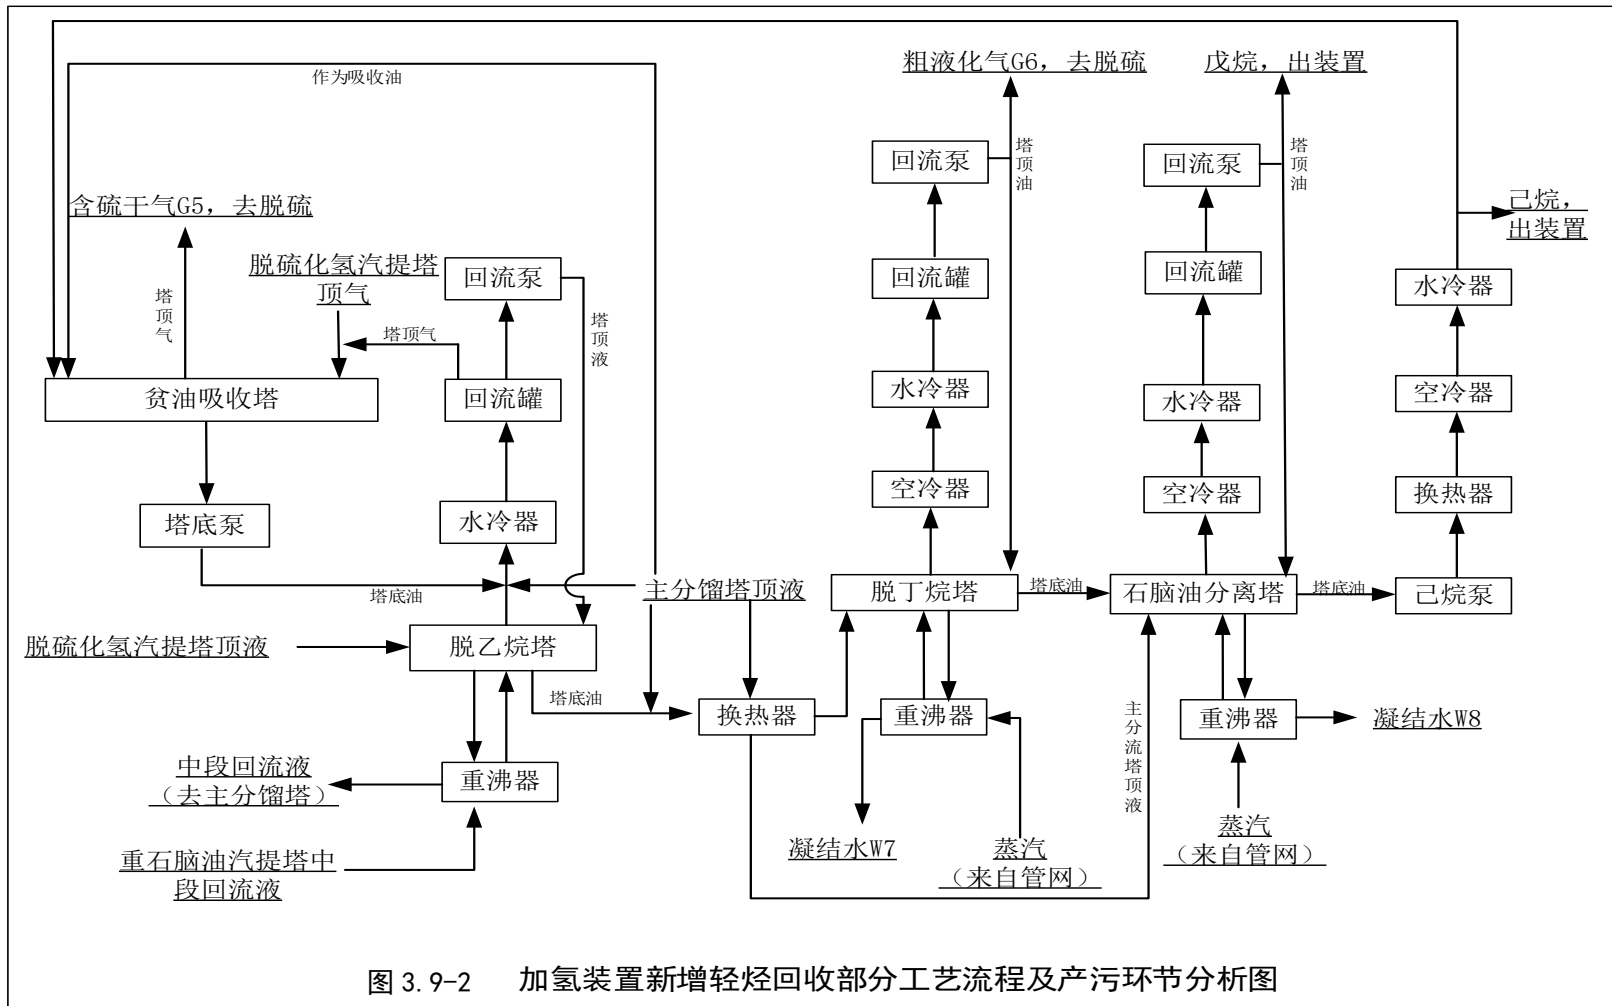 作为吸收油
粗液化气G6，去脱硫
戊烷，出装置
塔顶油
塔顶油
回流泵
回流泵
含硫干气G5，去脱硫
己烷，
出装置
脱硫化氢汽提塔
顶气
回流泵
回流罐
回流罐
水冷器
塔顶气
塔顶气
塔顶液
贫油吸收塔
回流罐
水冷器
水冷器
空冷器
塔底泵
水冷器
空冷器
空冷器
换热器
塔底油
主分馏塔顶液
脱丁烷塔
塔底油
石脑油分离塔
塔底油
己烷泵
脱硫化氢汽提塔顶液
脱乙烷塔
塔底油
换热器
重沸器
主分流塔顶液
重沸器
凝结水W8
中段回流液
（去主分馏塔）
重沸器
重石脑油汽提塔中
段回流液
凝结水W7
蒸汽
（来自管网）
蒸汽
（来自管网）
图 3.9-2 加氢装置新增轻烃回收部分工艺流程及产污环节分析图